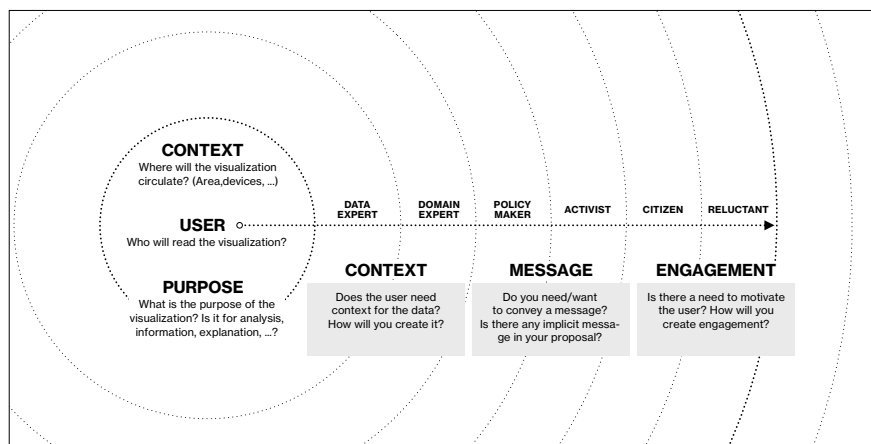 CONTEXT
Where will the visualization
circulate? (Area,devices, ...)
USER
Who will read the visualization?
PURPOSE
What is the purpose of the
visualization? Is it for analysis,
information, explanation, ...?
DATA
EXPERT
DOMAIN
EXPERT
POLICY
MAKER
ACTIVIST
CITIZEN
RELUCTANT
CONTEXT
Does the user need
context for the data?
How will you create it?
MESSAGE
Do you need/want
to convey a message?
Is there any implicit messa-
ge in your proposal?
ENGAGEMENT
Is there a need to motivate
the user? How will you
create engagement?